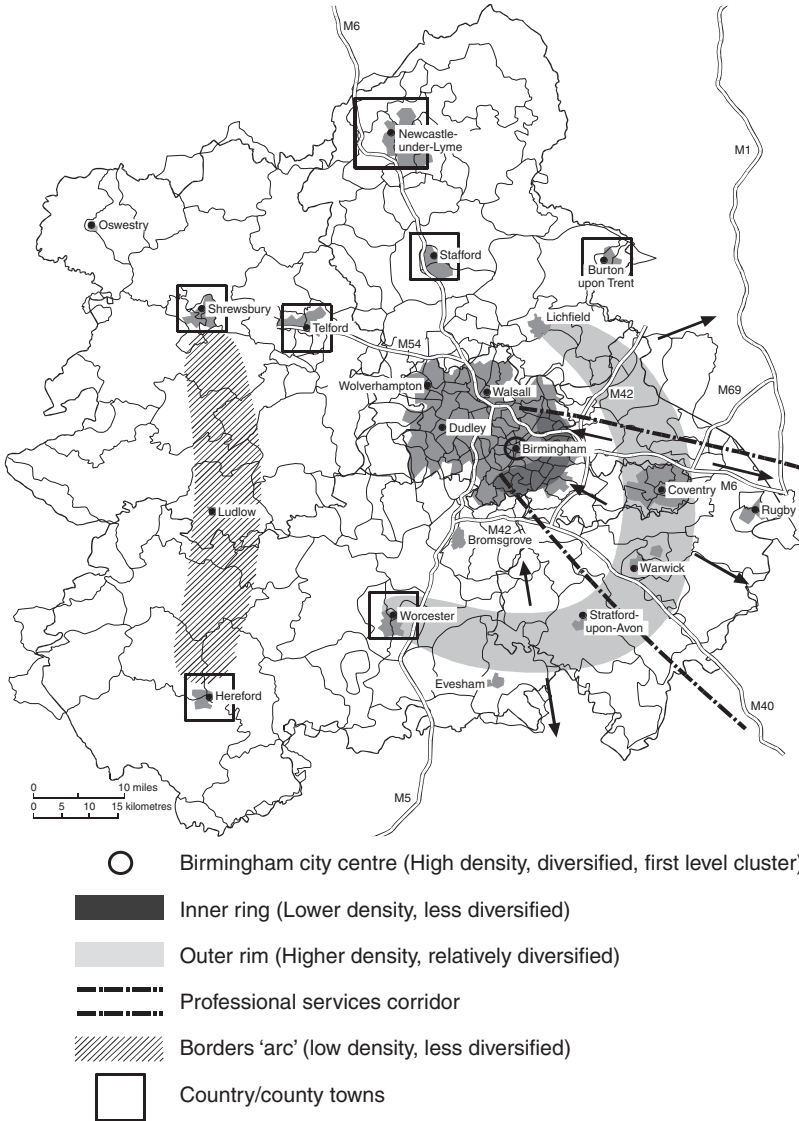 M6
M1
Newcastle-
under-Lyme
Oswestry
Stafford
Burton
upon Trent
Shrewsbury
Telford
Lichfield
M54
Wolverhampton
Walsall
M42
M69
Dudley
Birmingham
Coventry
M6
Rugby
Ludlow
M42
Bromsgrove
Warwick
Worcester
Stratford-
upon-Avon
Evesham
Hereford
M40
M5
0 10 miles
0 5 10 15 kilometres
Birmingham city centre (High density, diversified, first level cluster)
Inner ring (Lower density, less diversified)
Outer rim (Higher density, relatively diversified)
Professional services corridor
Borders ‘arc’ (low density, less diversified)
Country/county towns